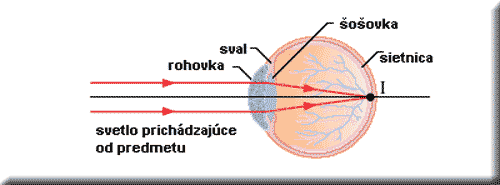 šošovka
sval
sietnica
rohovka
I
svetlo prichádzajúce
od predmetu